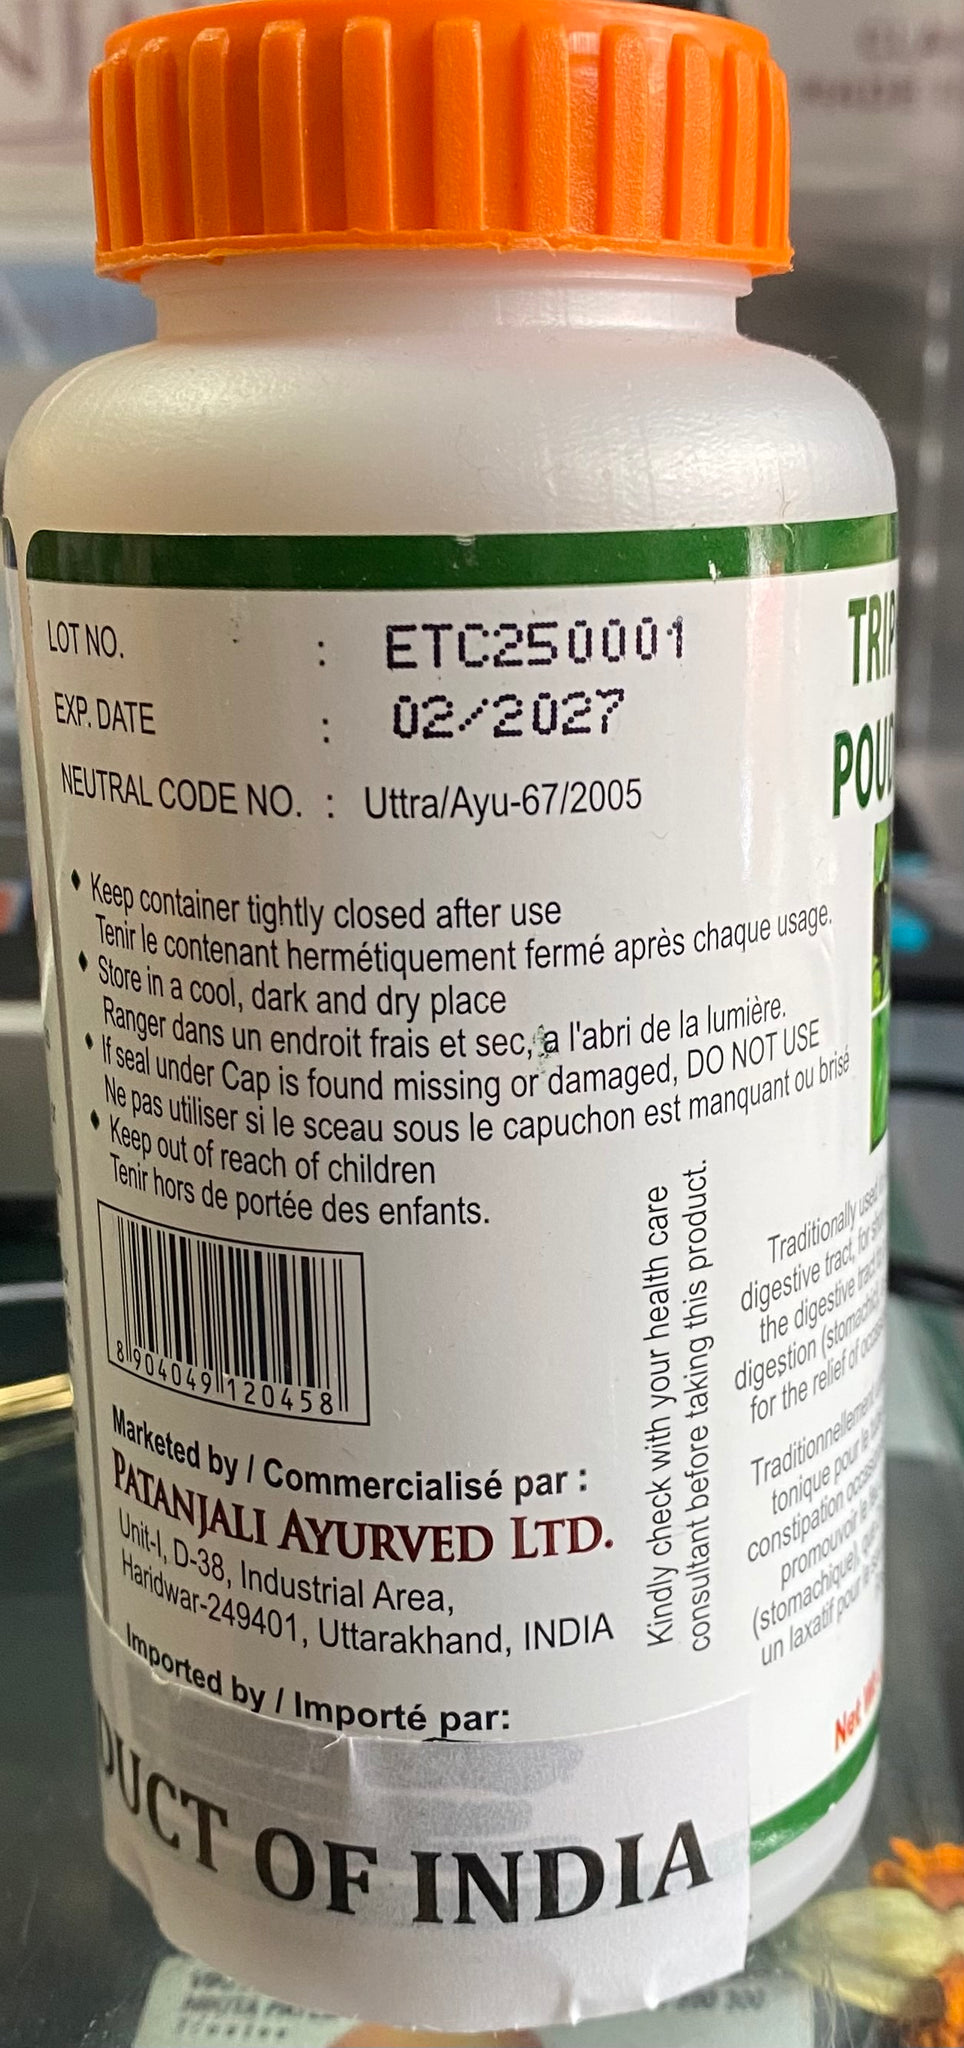 LOT NO. : ETC250001
EXP. DATE : 02/2027
NEUTRAL CODE NO. : Uttra/Ayu-67/2005
Keep container tightly closed after use
Tenir le contenant hermétiquement fermé après chaque usage.
Store in a cool, dark and dry place
Ranger dans un endroit frais et sec, a l'abri de la lumière.
If seal under Cap is found missing or damaged, DO NOT USE
Ne pas utiliser si le sceau sous le capuchon est manquant ou brisé
Keep out of reach of children
Tenir hors de portée des enfants.
8904049120458
Marketed by / Commercialisé par :
PATANJALI AYURVED LTD.
Unit-I, D-38, Industrial Area,
Haridwar-249401, Uttarakhand, INDIA
Imported by / Importé par:
OF INDIA
Kindly check with your health care
consultant before taking this product.
Traditionally used
digestive tract, for
the digestive
digestion
for the relief of
Traditionnellement
tonique pour
constipation
promouvoir le
(stomachique),
un laxatif pour
Net